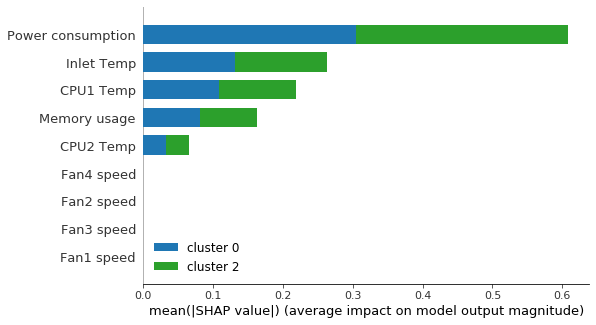 Power consumption
Inlet Temp
CPU1 Temp
Memory usage
CPU2 Temp
Fan4 speed
Fan2 speed
Fan3 speed
Fan1 speed
cluster 0
cluster 2
0.0 0.1 0.2 0.3 0.4 0.5 0.6
mean(|SHAP value|) (average impact on model output magnitude)